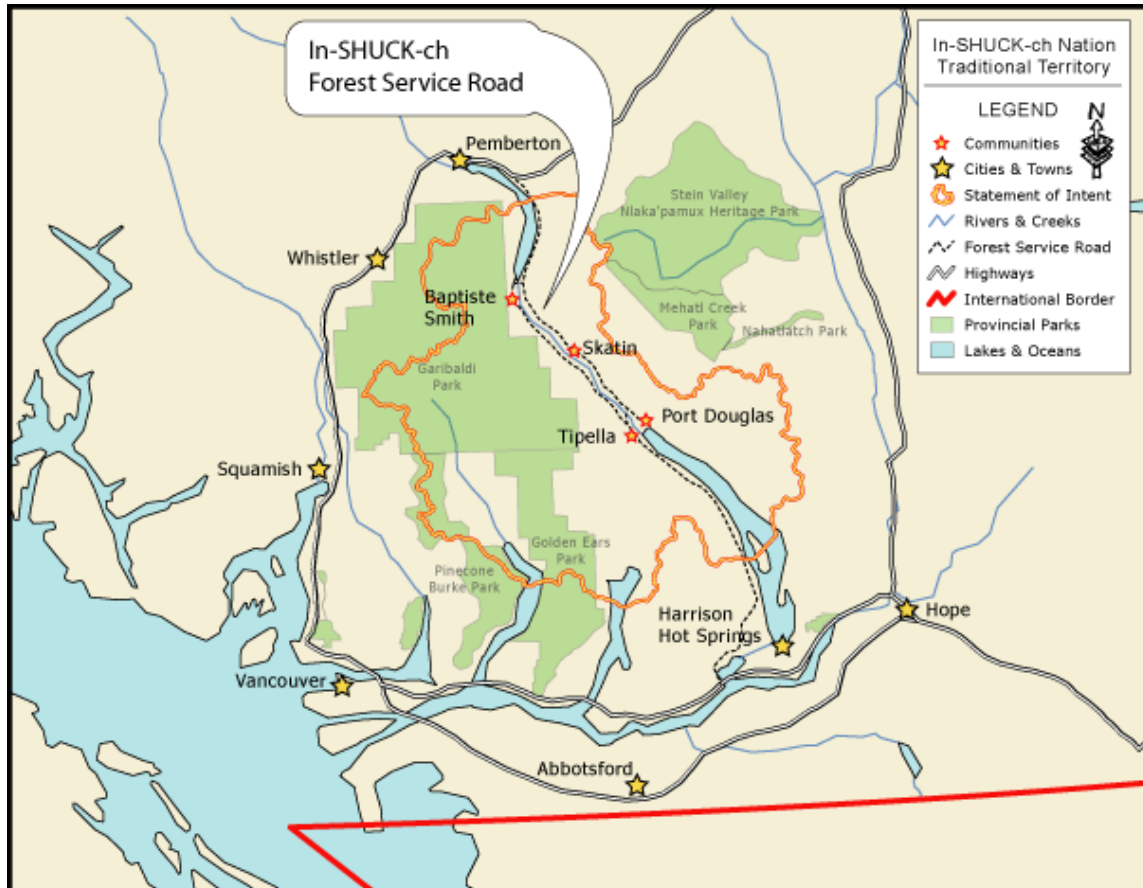 In-SHUCK-ch
Forest Service Road
In-SHUCK-ch Nation
Traditional Territory
LEGEND
N
Communities
Cities & Towns
Statement of Intent
Rivers & Creeks
Forest Service Road
Highways
International Border
Provincial Parks
Lakes & Oceans
Pemberton
Stein Valley
Nlaka'pamux Heritage Park
Whistler
Baptiste
Smith
Mehatl Creek
Park
Nahatlatch Park
Skatin
Garibaldi
Park
Port Douglas
Tipella
Squamish
Golden Ears
Park
Pinecone
Burke Park
Harrison
Hot Springs
Hope
Vancouver
Abbotsford